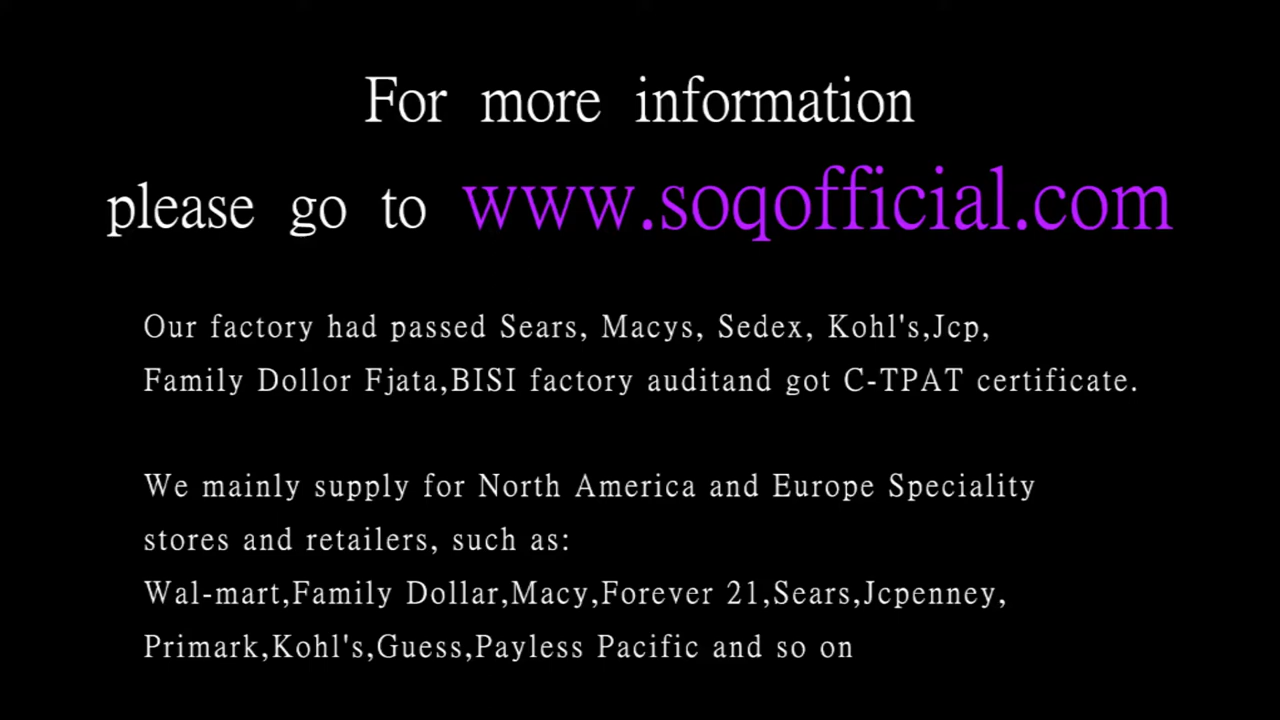 For more information
please go to www.soqofficial.com
Our factory had passed Sears, Macys, Sedex, Kohl's,Jcp,
Family Dollor Fjata,BISI factory auditand got C-TPAT certificate.
We mainly supply for North America and Europe Speciality
stores and retailers, such as:
Wal-mart,Family Dollar,Macy,Forever 21,Sears,Jcpenney,
Primark,Kohl's,Guess,Payless Pacific and so on